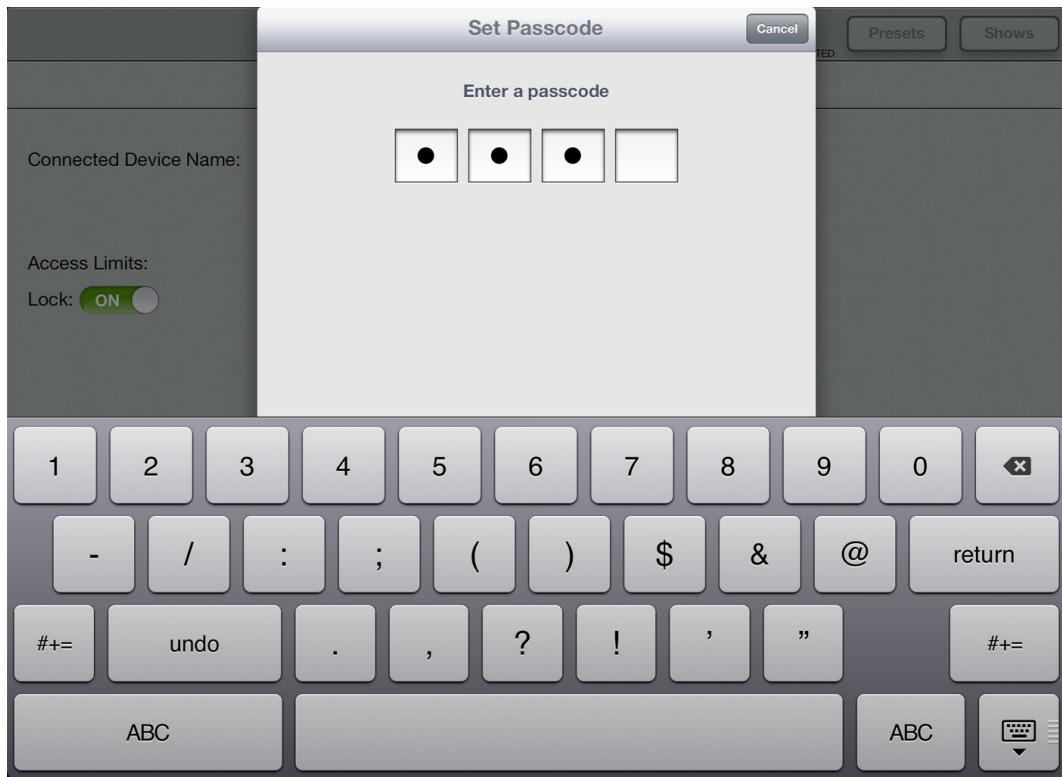 Set Passcode
Cancel
Presets
Shows
TED
Enter a passcode
Connected Device Name:
Access Limits:
Lock: ON
1 2 3 4 5 6 7 8 9 0
- / : ; ( ) $ & @ return
#+= undo . , ? ! ’ ” #+=
ABC ABC